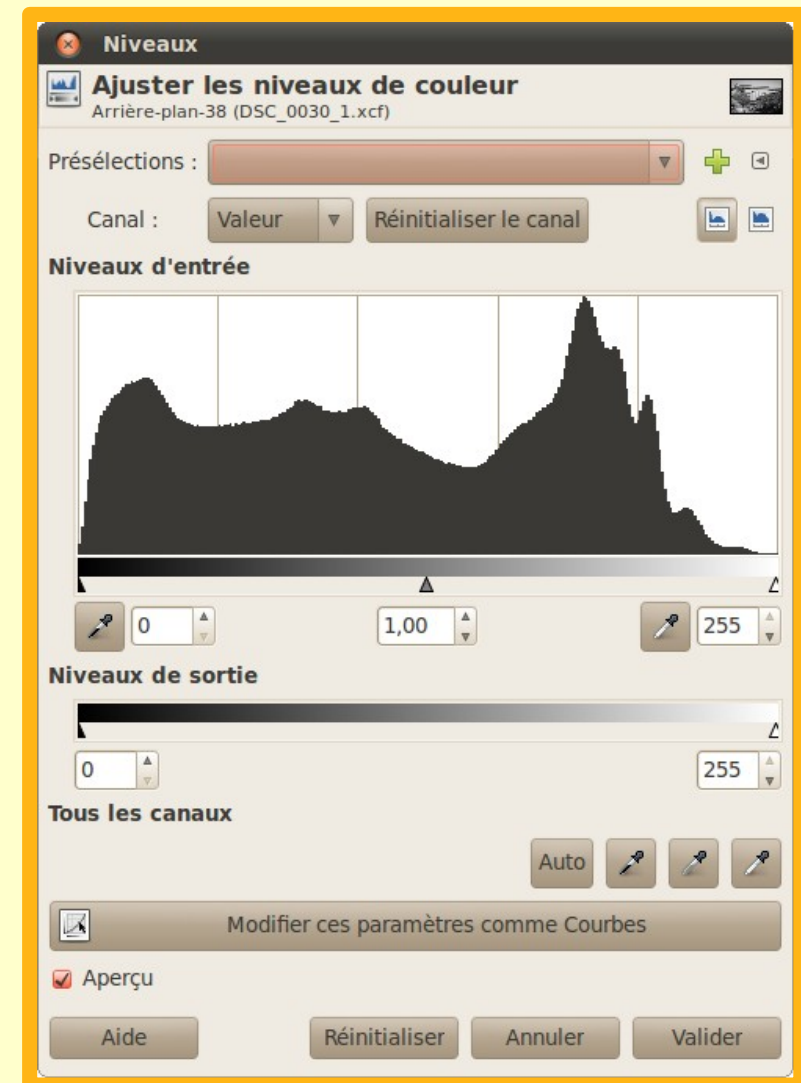 Niveaux
Ajuster les niveaux de couleur
Arrière-plan-38 (DSC_0030_1.xcf)
Présélections :
Canal : Valeur Réinitialiser le canal
Niveaux d'entrée
0 1,00 255
Niveaux de sortie
0 255
Tous les canaux
Auto
Modifier ces paramètres comme Courbes
Aperçu
Aide Réinitialiser Annuler Valider